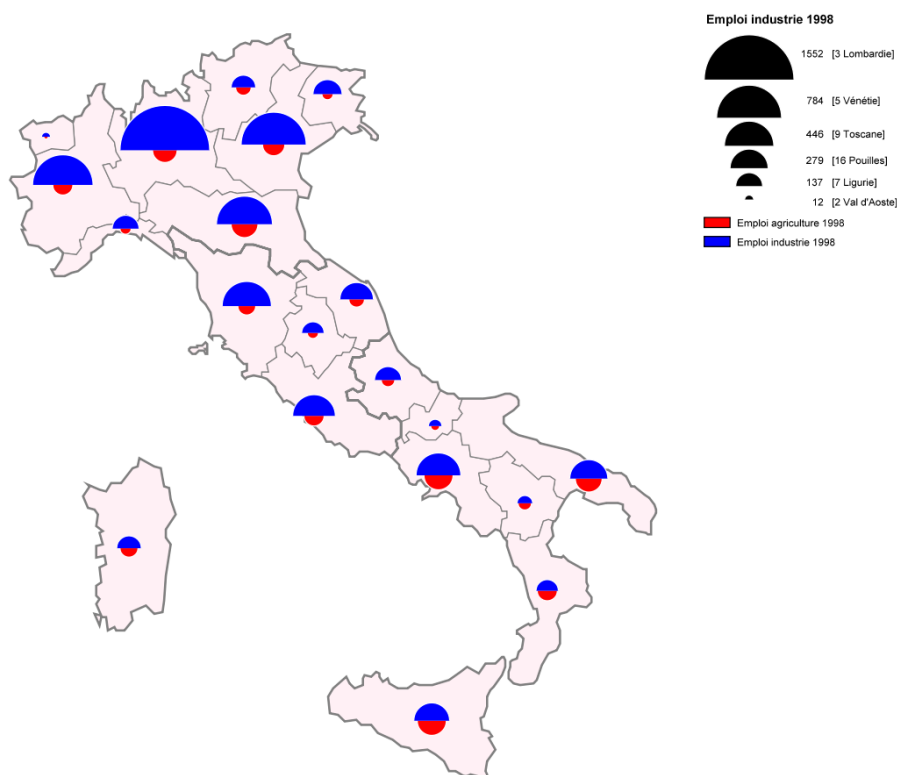 Emploi industrie 1998
1552 [3 Lombardie]
784 [5 Vénétie]
446 [9 Toscane]
279 [16 Pouilles]
137 [7 Ligurie]
12 [2 Val d'Aoste]
Emploi agriculture 1998
Emploi industrie 1998